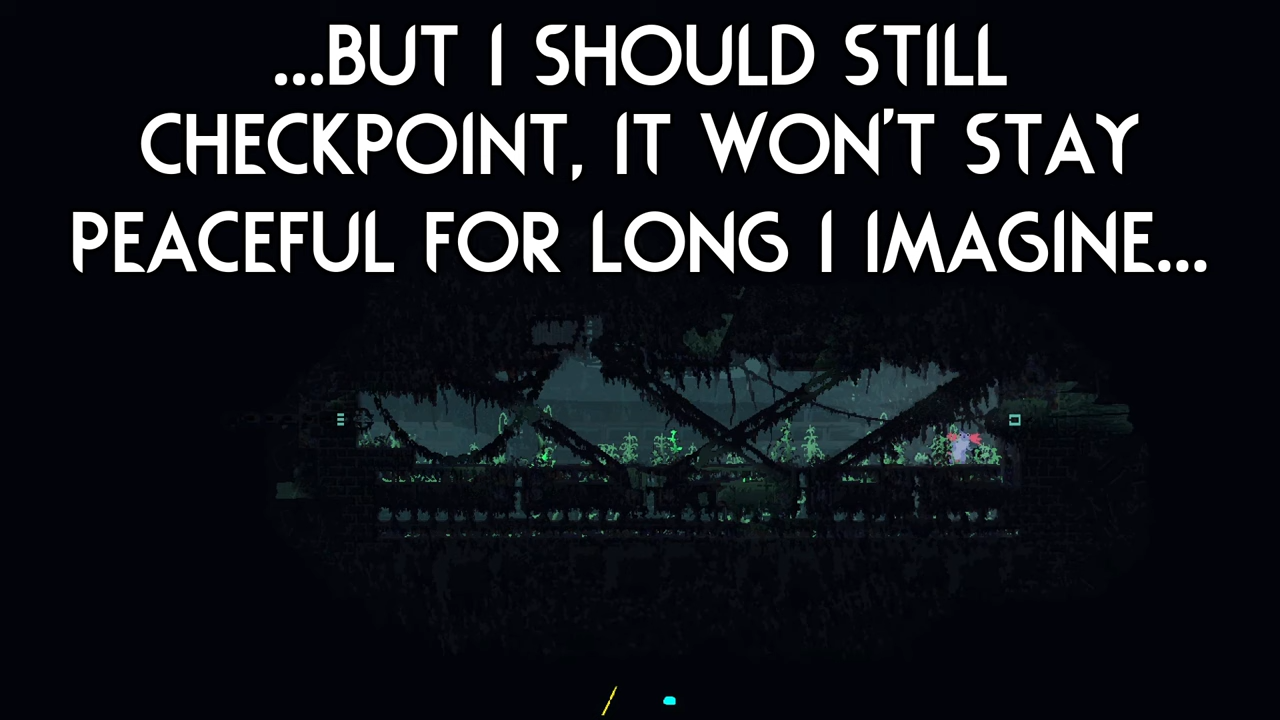 ...BUT I SHOULD STILL
CHECKPOINT, IT WON'T STAY
PEACEFUL FOR LONG I IMAGINE...